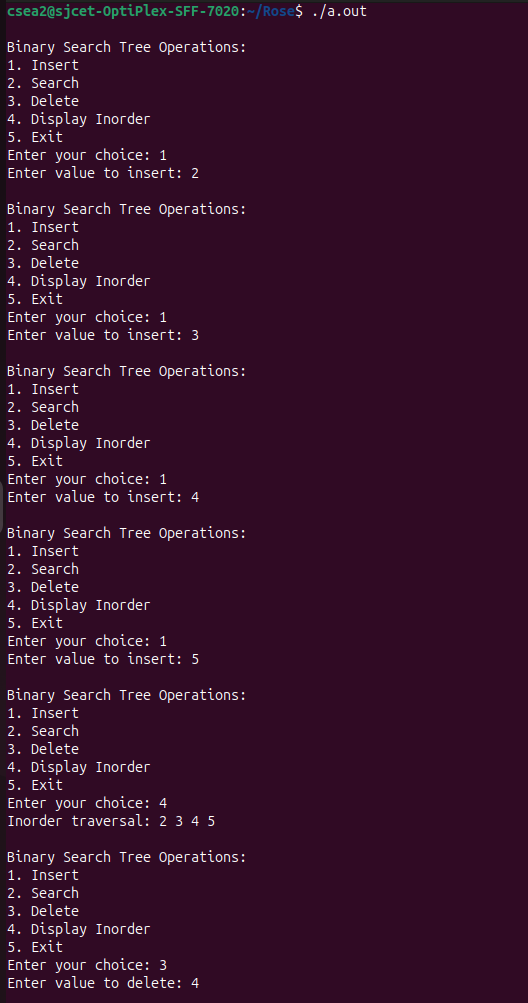 csea2@sjcet-OptiPlex-SFF-7020:~/Rose$ ./a.out
Binary Search Tree Operations:
1. Insert
2. Search
3. Delete
4. Display Inorder
5. Exit
Enter your choice: 1
Enter value to insert: 2
Binary Search Tree Operations:
1. Insert
2. Search
3. Delete
4. Display Inorder
5. Exit
Enter your choice: 1
Enter value to insert: 3
Binary Search Tree Operations:
1. Insert
2. Search
3. Delete
4. Display Inorder
5. Exit
Enter your choice: 1
Enter value to insert: 4
Binary Search Tree Operations:
1. Insert
2. Search
3. Delete
4. Display Inorder
5. Exit
Enter your choice: 1
Enter value to insert: 5
Binary Search Tree Operations:
1. Insert
2. Search
3. Delete
4. Display Inorder
5. Exit
Enter your choice: 4
Inorder traversal: 2 3 4 5
Binary Search Tree Operations:
1. Insert
2. Search
3. Delete
4. Display Inorder
5. Exit
Enter your choice: 3
Enter value to delete: 4